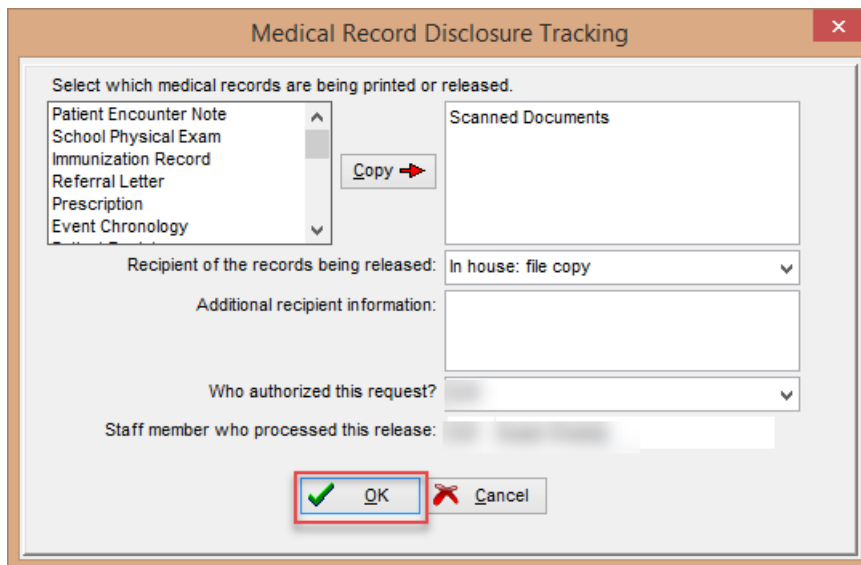 Medical Record Disclosure Tracking
Select which medical records are being printed or released.
Patient Encounter Note
School Physical Exam
Immunization Record
Referral Letter
Prescription
Event Chronology
Copy
Scanned Documents
Recipient of the records being released: In house: file copy
Additional recipient information:
Who authorized this request?
Staff member who processed this release:
OK
Cancel